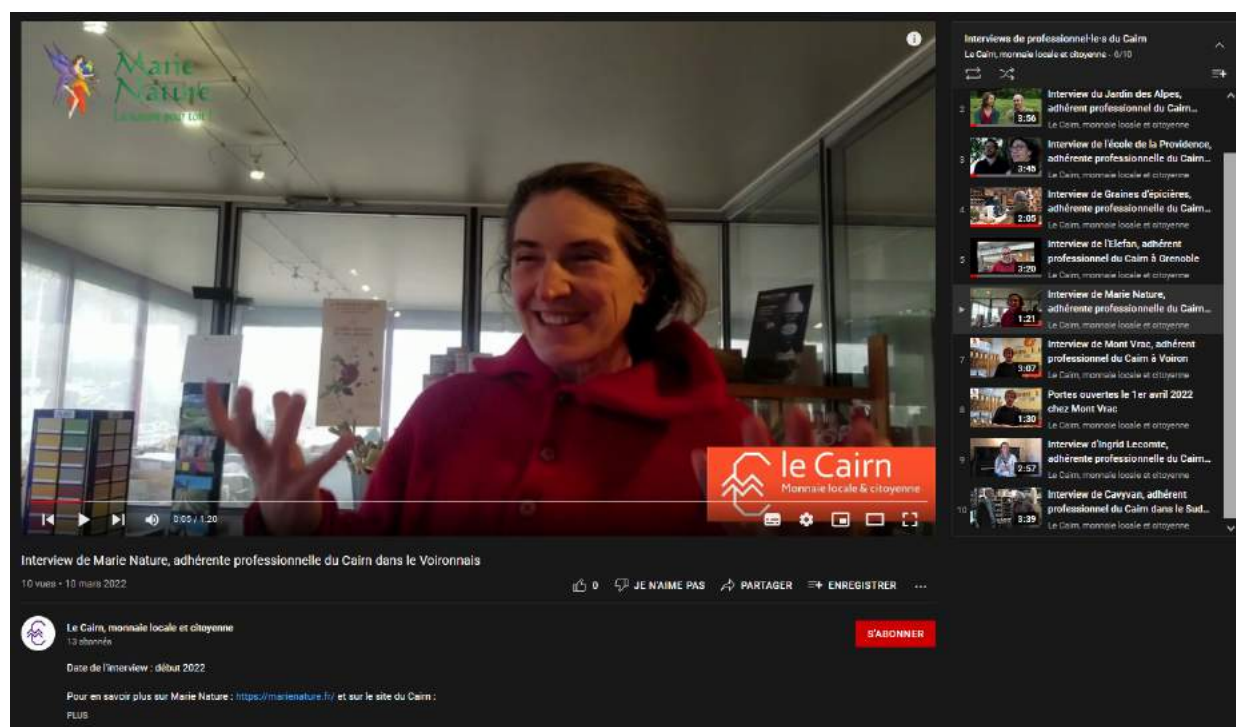 Marie
Nature
La nature pour toit !
le Cairn
Monnaie locale & citoyenne
0:05 / 1:20
Interview de Marie Nature, adhérente professionnelle du Cairn dans le Voironnais
10 vues • 10 mars 2022
0
JE N'AIME PAS
PARTAGER
ENREGISTRER
Le Cairn, monnaie locale et citoyenne
13 abonnés
S'ABONNER
Date de l'interview : début 2022
Pour en savoir plus sur Marie Nature : https://marienature.fr/ et sur le site du Cairn :
PLUS
Interviews de professionnel·le·s du Cairn
Le Cairn, monnaie locale et citoyenne - 6/10
2
3:56
Interview du Jardin des Alpes,
adhérent professionnel du Cairn...
Le Cairn, monnaie locale et citoyenne
3
3:45
Interview de l'école de la Providence,
adhérente professionnelle du Cairn...
Le Cairn, monnaie locale et citoyenne
4
2:05
Interview de Graines d'épicières,
adhérente professionnelle du Cairn...
Le Cairn, monnaie locale et citoyenne
5
3:20
Interview de l'Elefan, adhérent
professionnel du Cairn à Grenoble
Le Cairn, monnaie locale et citoyenne
1:21
Interview de Marie Nature,
adhérente professionnelle du Cairn...
Le Cairn, monnaie locale et citoyenne
7
3:07
Interview de Mont Vrac, adhérent
professionnel du Cairn à Voiron
Le Cairn, monnaie locale et citoyenne
8
1:30
Portes ouvertes le 1er avril 2022
chez Mont Vrac
Le Cairn, monnaie locale et citoyenne
9
2:57
Interview d'Ingrid Lecomte,
adhérente professionnelle du Cairn...
Le Cairn, monnaie locale et citoyenne
10
3:39
Interview de Cavyvan, adhérent
professionnel du Cairn dans le Sud...
Le Cairn, monnaie locale et citoyenne